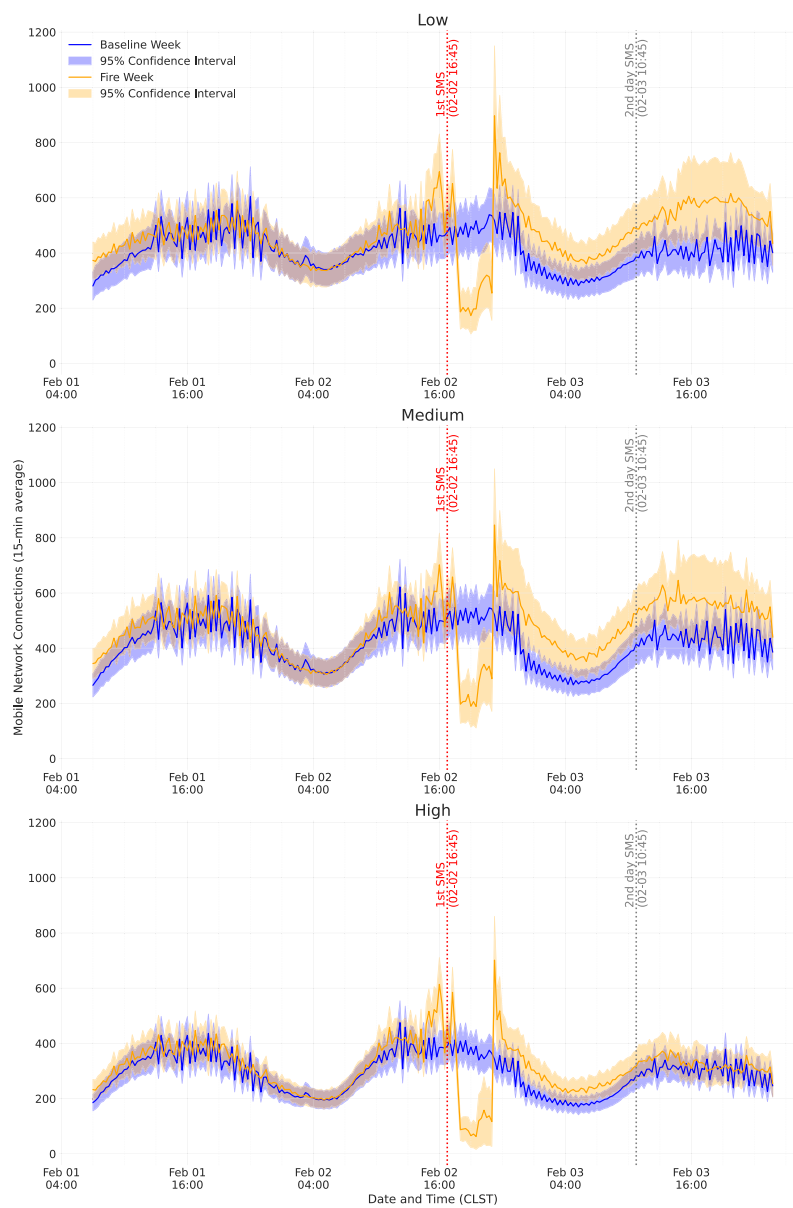 Low
1200
1000
800
600
400
200
0
Baseline Week
95% Confidence Interval
Fire Week
95% Confidence Interval
1st SMS
(02-02 16:45)
2nd day SMS
(02-03 10:45)
Feb 01
04:00
Feb 01
16:00
Feb 02
04:00
Feb 02
16:00
Feb 03
04:00
Feb 03
16:00
Medium
Mobile Network Connections (15-min average)
1200
1000
800
600
400
200
0
1st SMS
(02-02 16:45)
2nd day SMS
(02-03 10:45)
Feb 01
04:00
Feb 01
16:00
Feb 02
04:00
Feb 02
16:00
Feb 03
04:00
Feb 03
16:00
High
1200
1000
800
600
400
200
0
1st SMS
(02-02 16:45)
2nd day SMS
(02-03 10:45)
Feb 01
04:00
Feb 01
16:00
Feb 02
04:00
Feb 02
16:00
Feb 03
04:00
Feb 03
16:00
Date and Time (CLST)